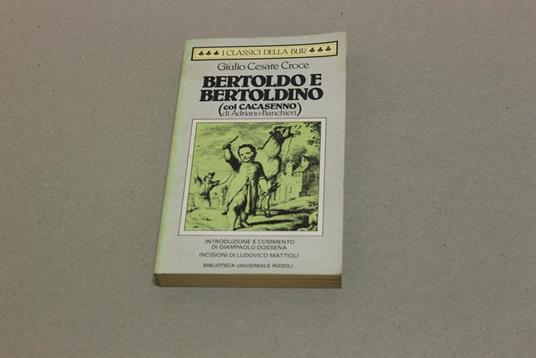 I CLASSICI DELLA BUR
Giulio Cesare Croce
BERTOLDO E
BERTOLDINO
(col CACASENNO
di Adriano Banchieri)
INTRODUZIONE E COMMENTO
DI GIAMPAOLO DOSSENA
INCISIONI DI LUDOVICO MATTIOLI
BIBLIOTECA UNIVERSALE RIZZOLI